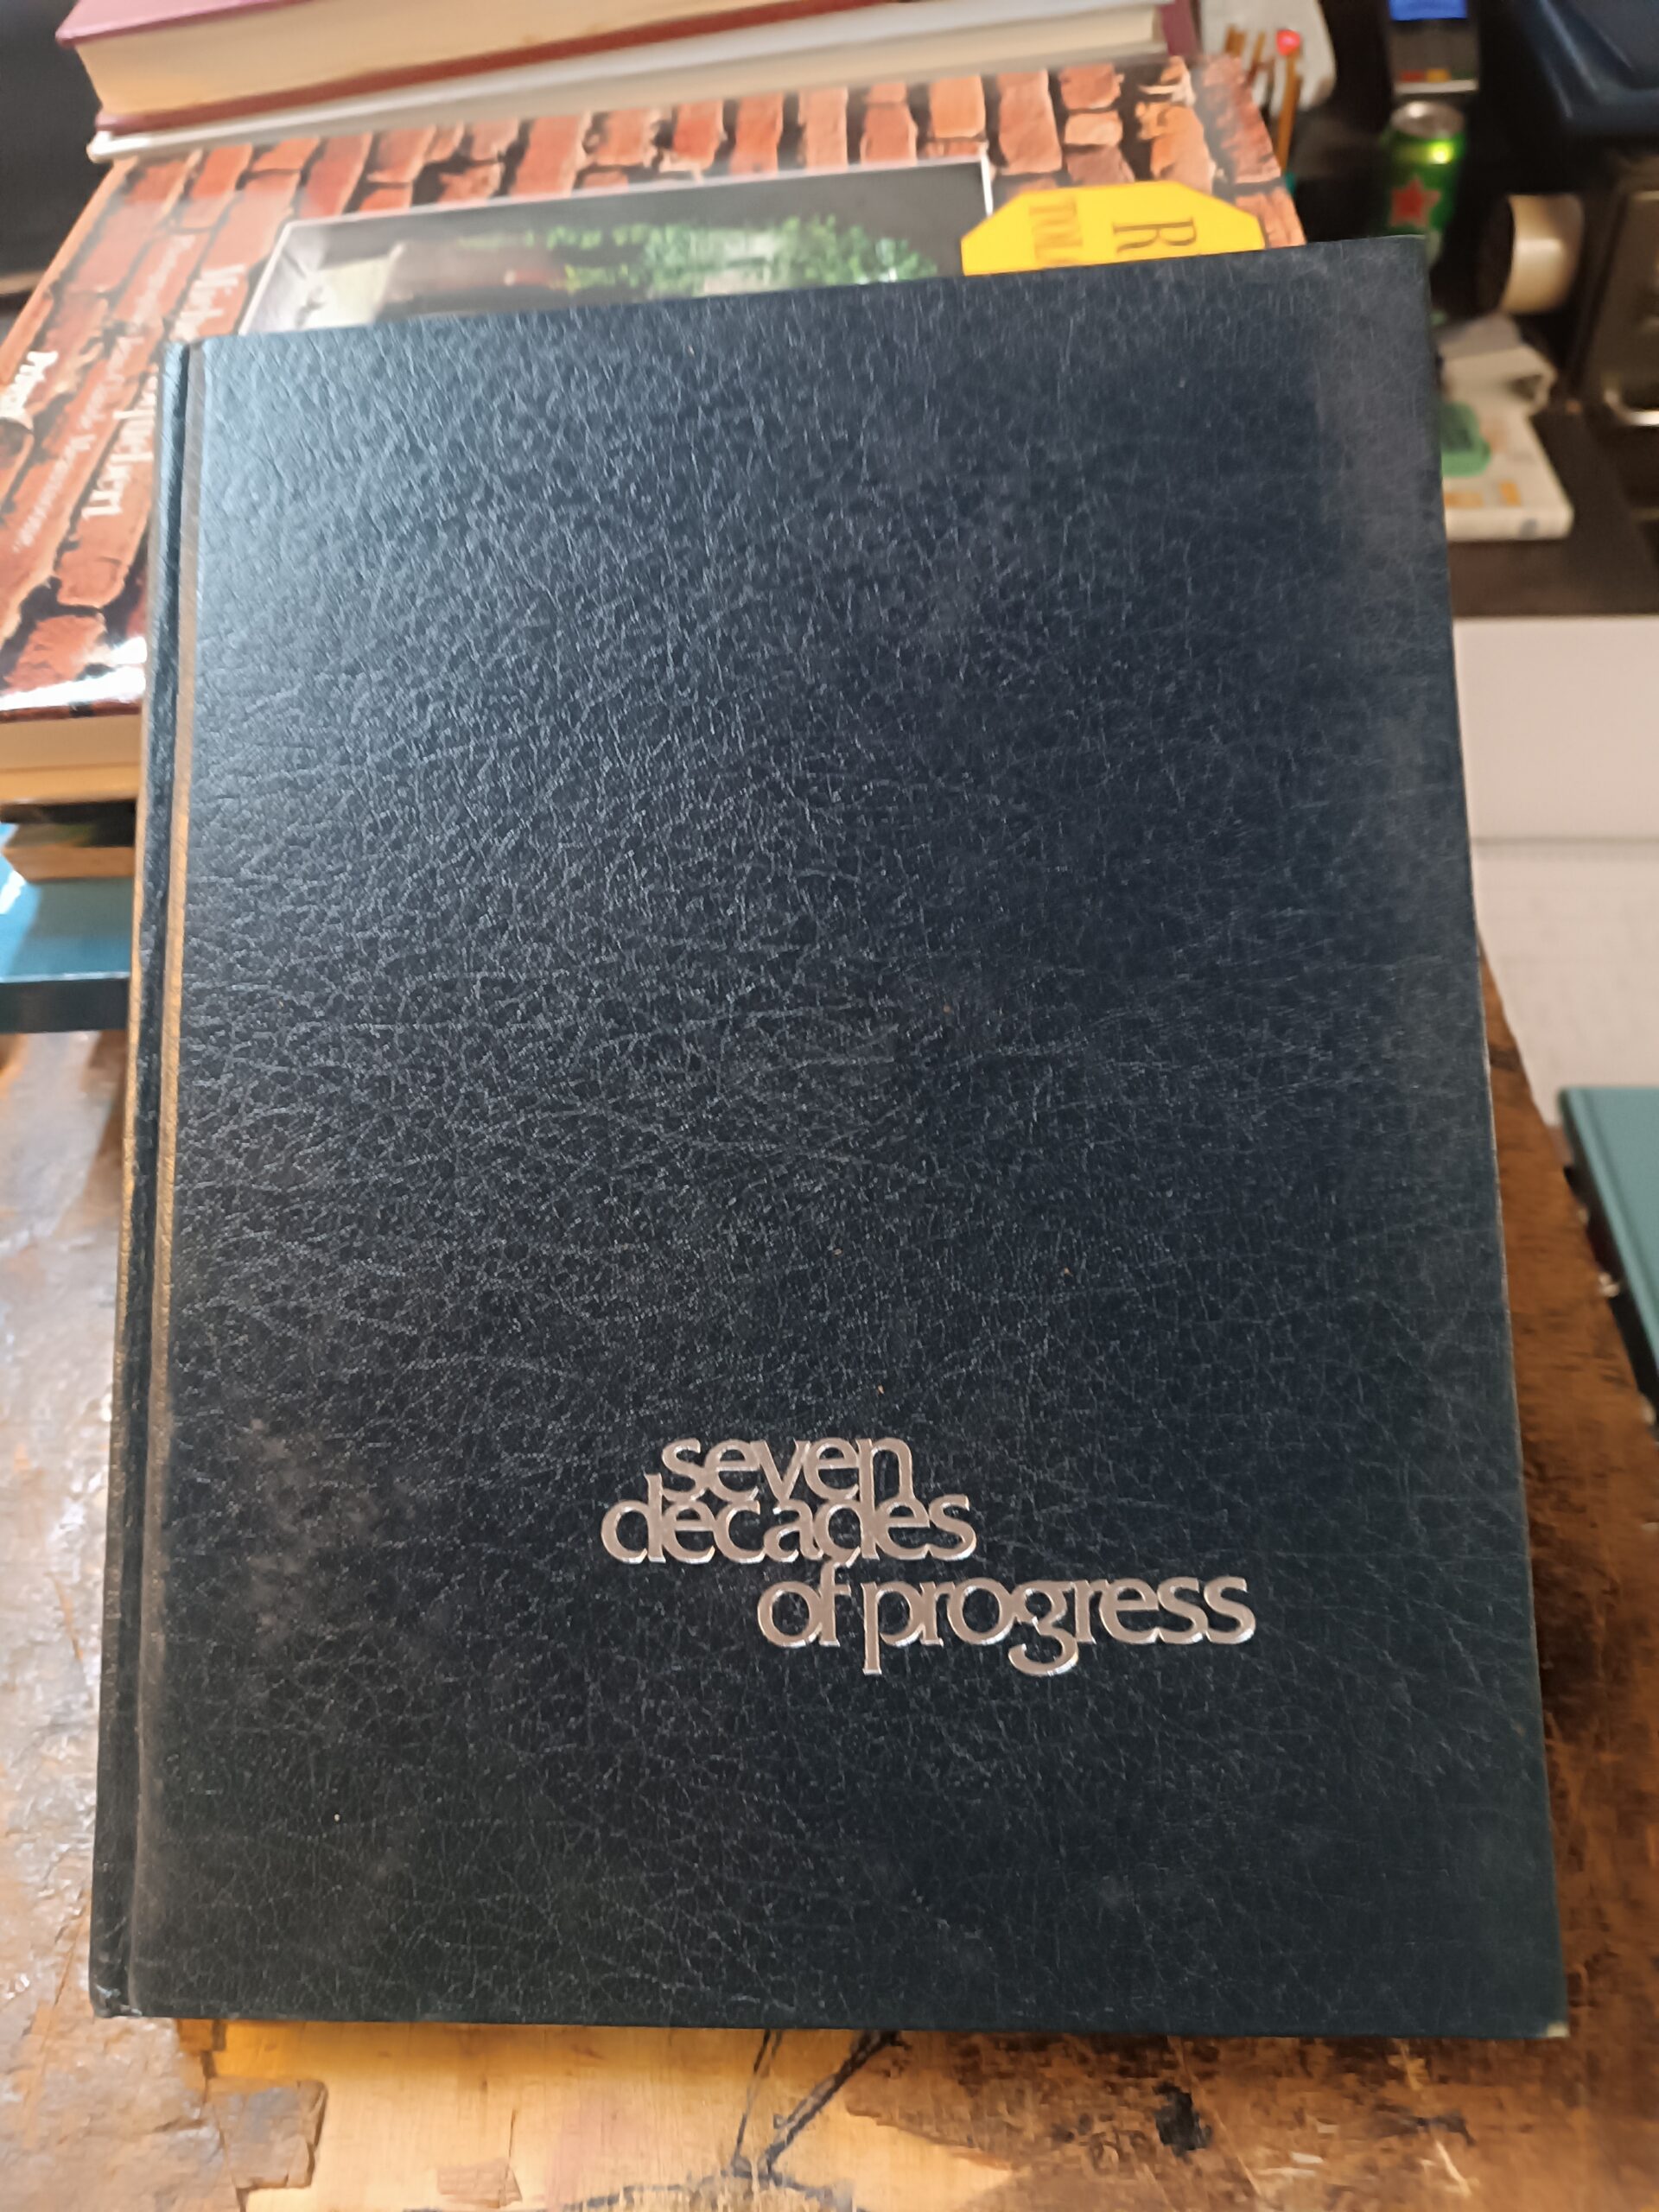 R
seven
decades
of progress